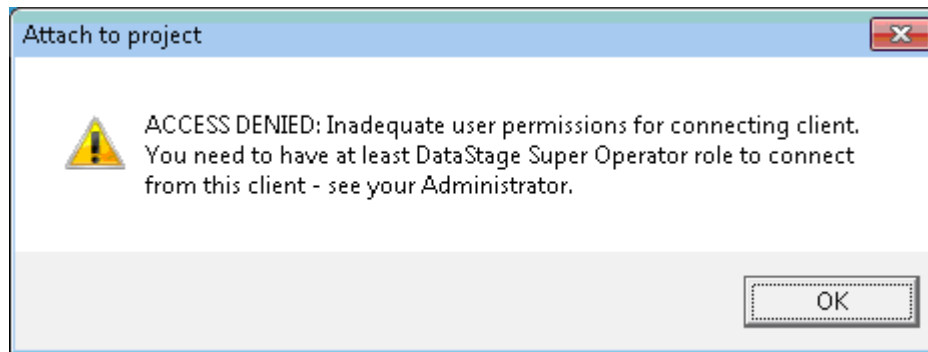 Attach to project
ACCESS DENIED: Inadequate user permissions for connecting client.
You need to have at least DataStage Super Operator role to connect
from this client - see your Administrator.
OK